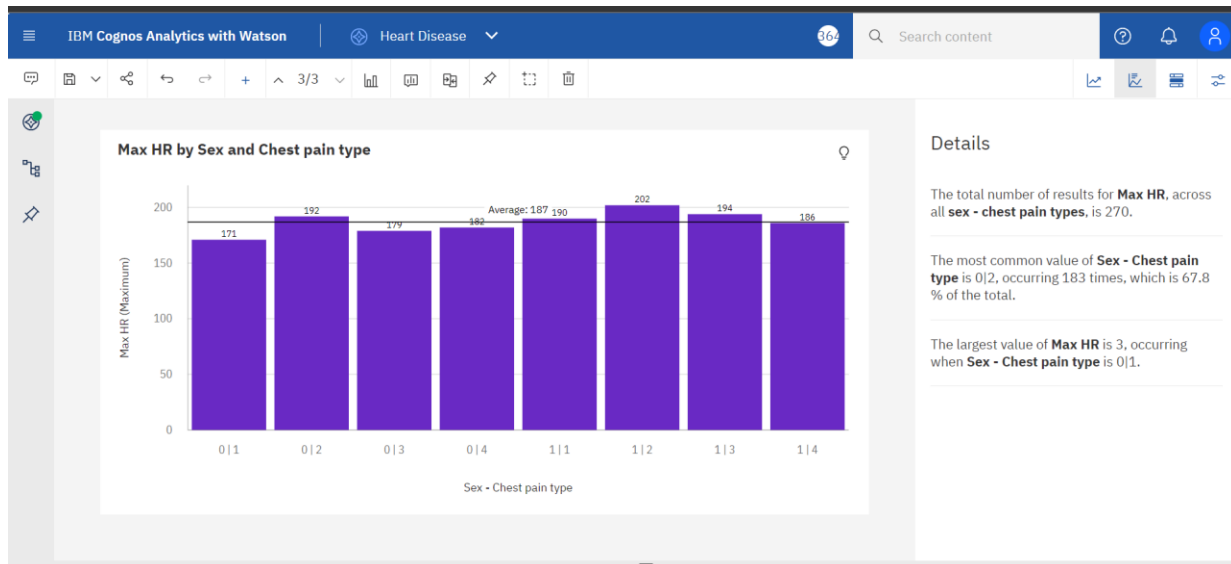 IBM Cognos Analytics with Watson
Heart Disease
364
Search content
3/3
Max HR by Sex and Chest pain type
Max HR (Maximum)
200
150
100
50
0
171
192
179
182
Average: 187
190
202
194
186
0|1
0|2
0|3
0|4
1|1
1|2
1|3
1|4
Sex - Chest pain type
Details
The total number of results for Max HR, across
all sex - chest pain types, is 270.
The most common value of Sex - Chest pain
type is 0|2, occurring 183 times, which is 67.8
% of the total.
The largest value of Max HR is 3, occurring
when Sex - Chest pain type is 0|1.